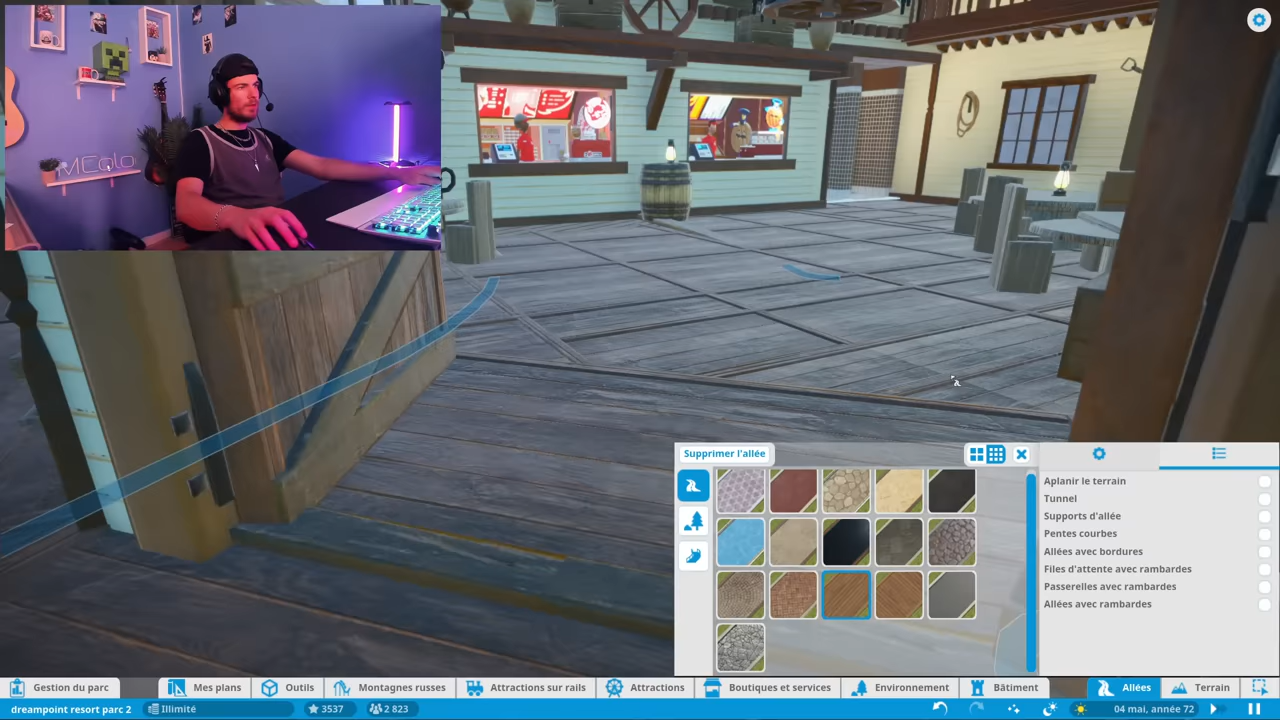 MColo
Supprimer l'allée
Aplanir le terrain
Tunnel
Supports d'allée
Pentes courbes
Allées avec bordures
Files d'attente avec rambardes
Passerelles avec rambardes
Allées avec rambardes
Gestion du parc
Mes plans
Outils
Montagnes russes
Attractions sur rails
Attractions
Boutiques et services
Environnement
Bâtiment
Allées
Terrain
dreampoint resort parc 2
Illimité
3537
2 823
04 mai, année 72